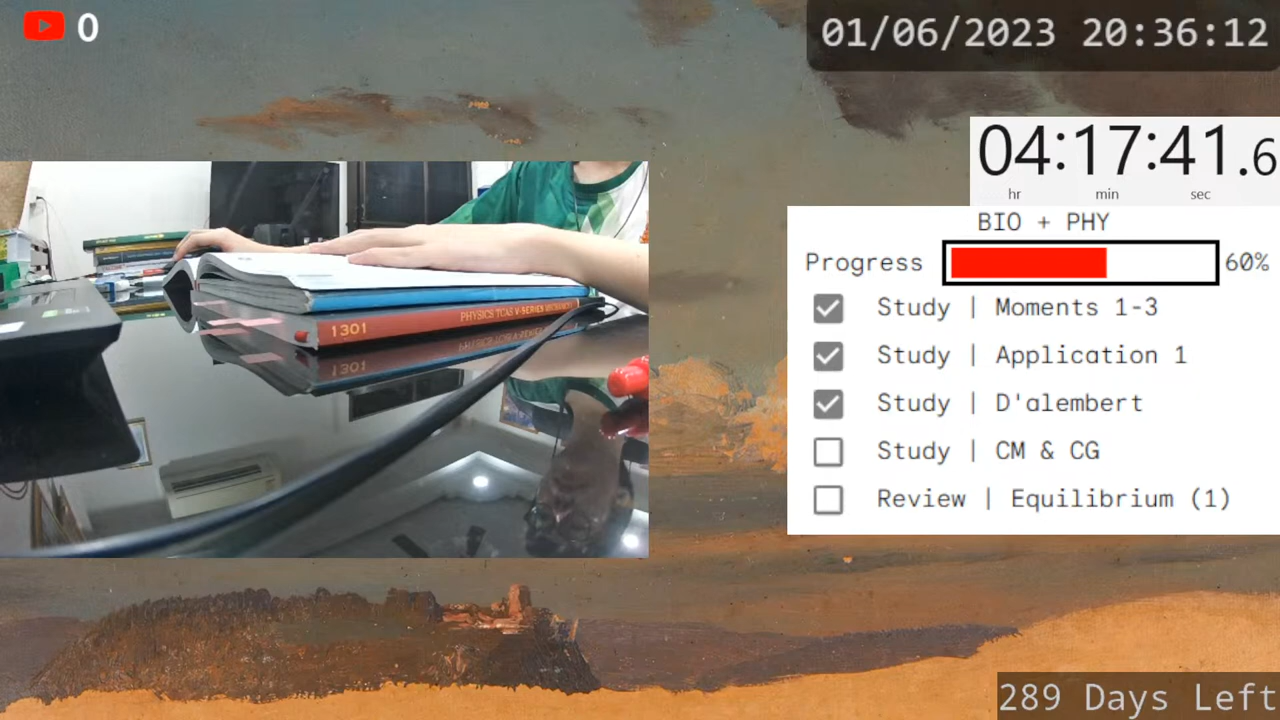 0
01/06/2023 20:36:12
04:17:41.6
hr min sec
BIO + PHY
Progress 60%
Study | Moments 1-3
Study | Application 1
Study | D'alembert
Study | CM & CG
Review | Equilibrium (1)
1301 PHYSICS TCAS V-SERIES
1301
289 Days Left